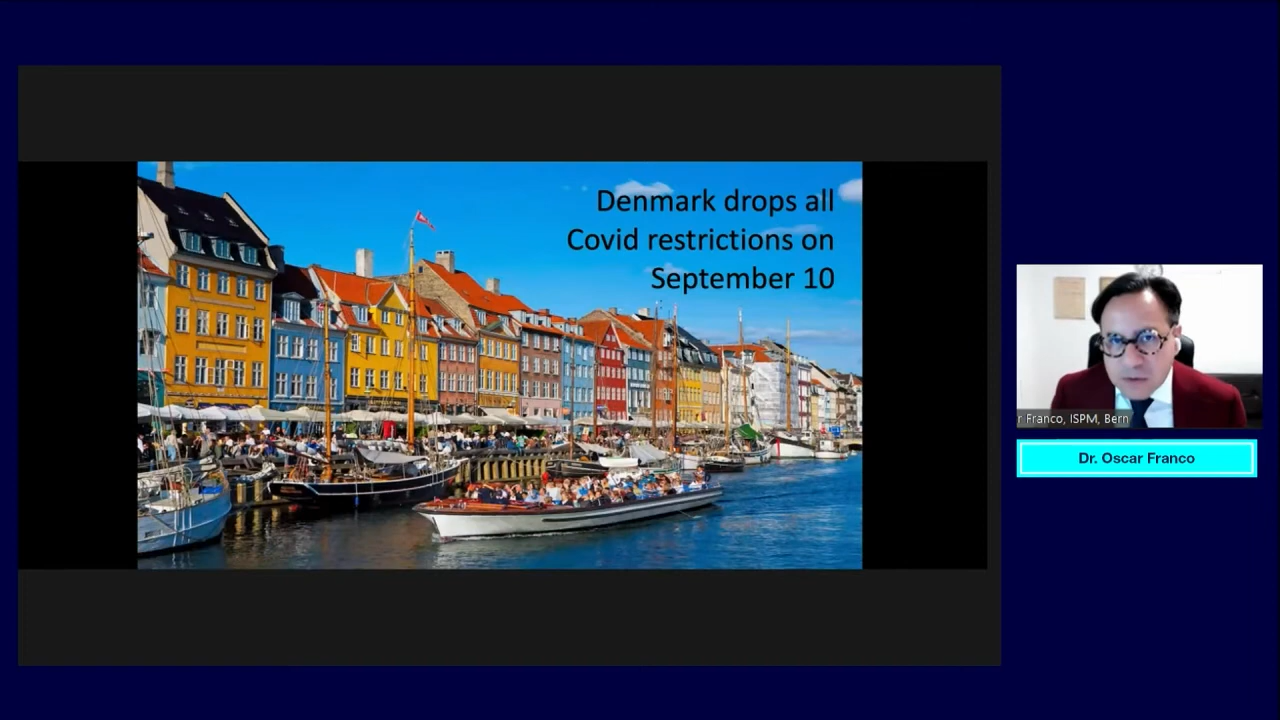 Denmark drops all
Covid restrictions on
September 10
r Franco, ISPM, Bern
Dr. Oscar Franco